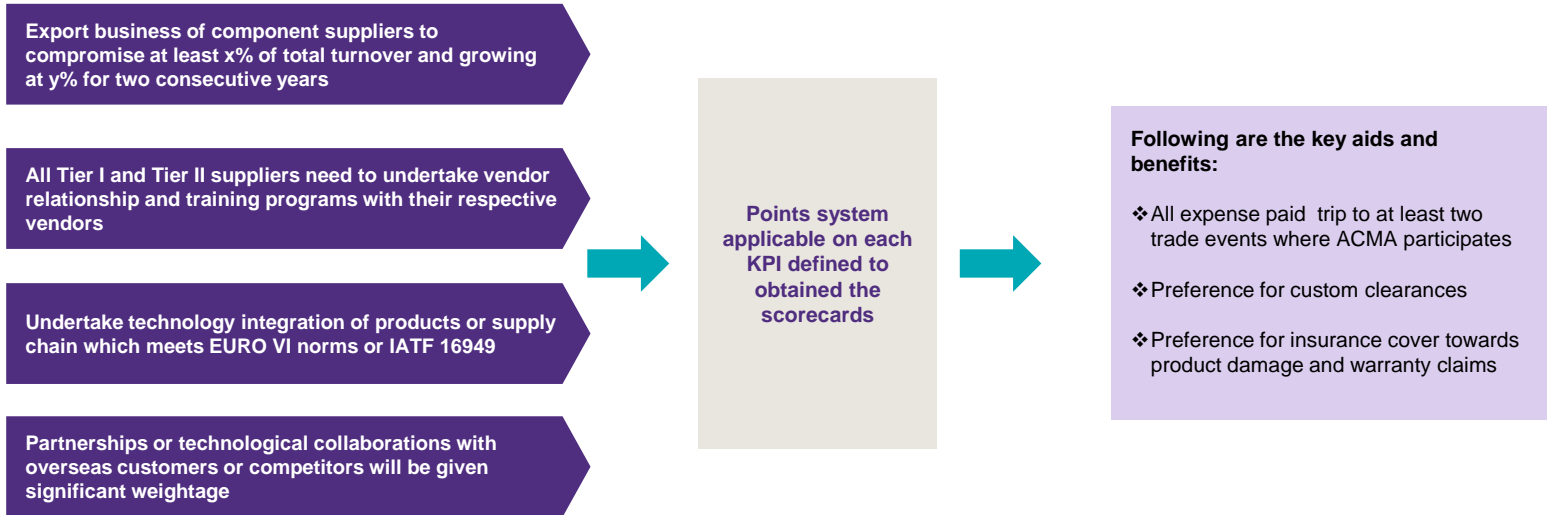 Export business of component suppliers to
compromise at least x% of total turnover and growing
at y% for two consecutive years
All Tier I and Tier II suppliers need to undertake vendor
relationship and training programs with their respective
vendors
Undertake technology integration of products or supply
chain which meets EURO VI norms or IATF 16949
Partnerships or technological collaborations with
overseas customers or competitors will be given
significant weightage
Points system
applicable on each
KPI defined to
obtained the
scorecards
Following are the key aids and
benefits:
❖All expense paid  trip to at least two
trade events where ACMA participates
❖Preference for custom clearances
❖Preference for insurance cover towards
product damage and warranty claims